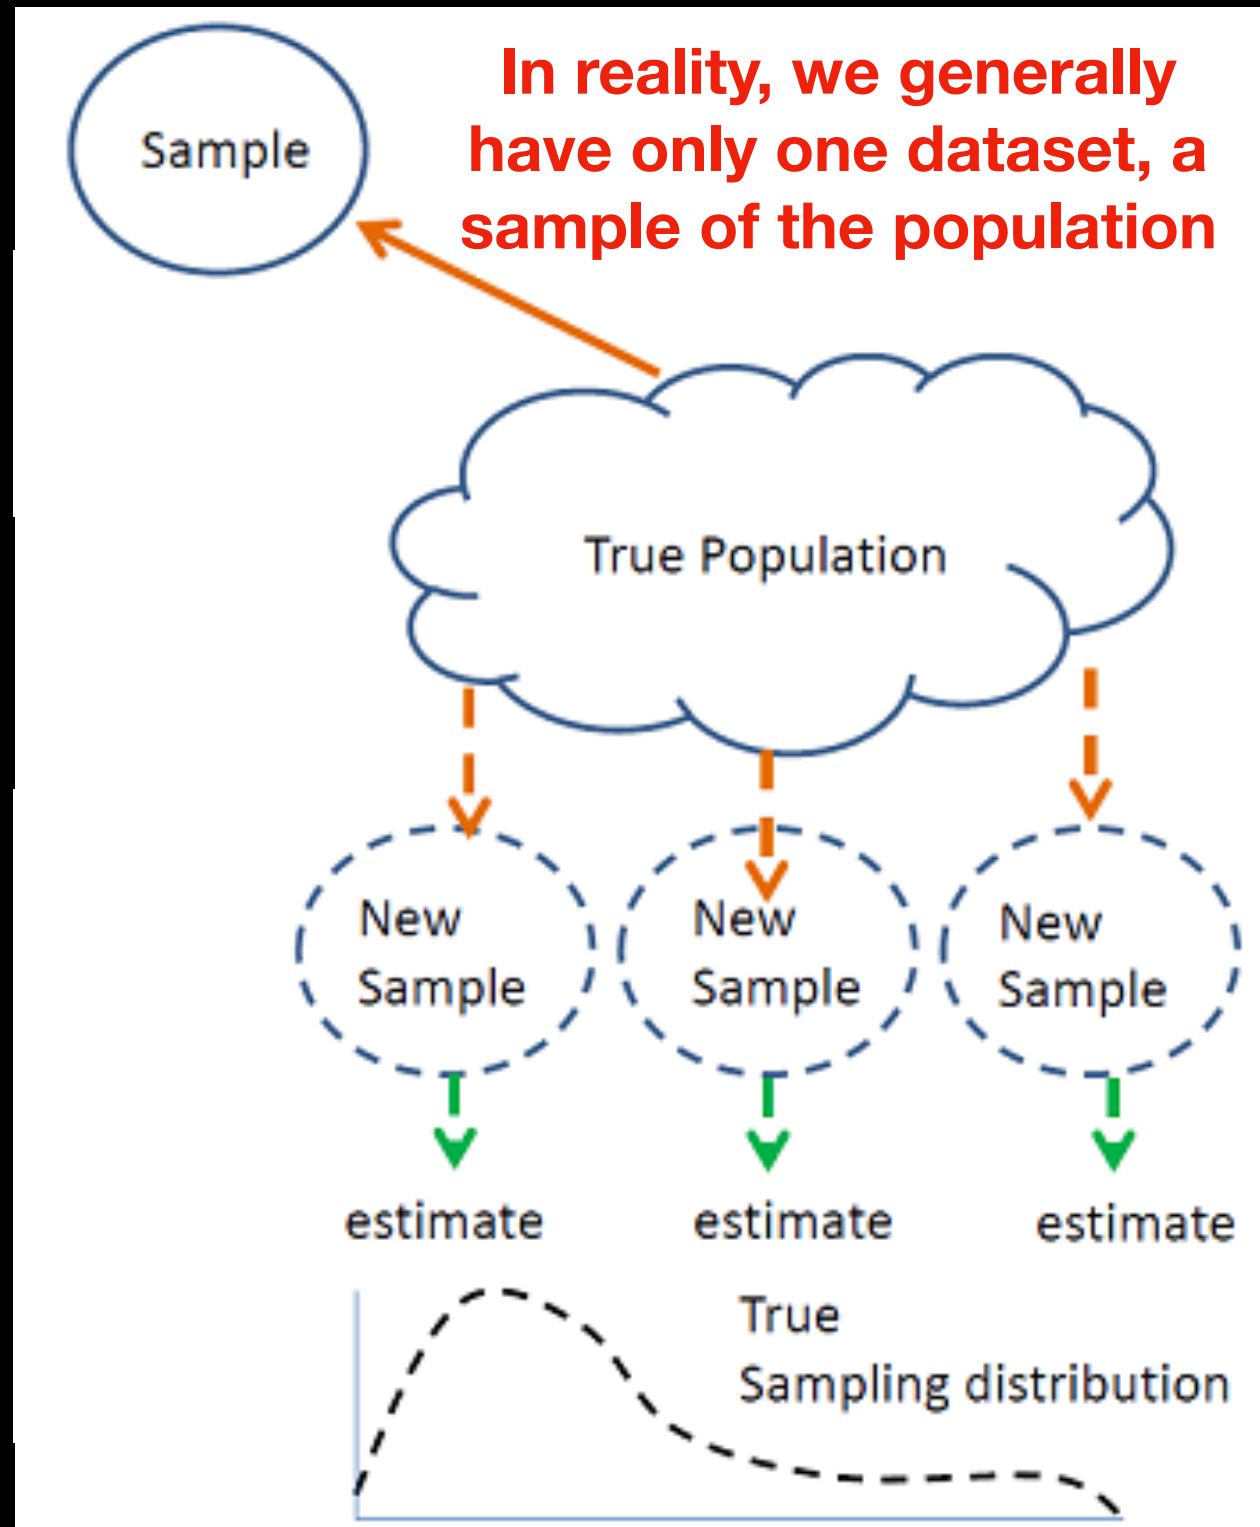 In reality, we generally
have only one dataset, a
sample of the population
Sample
True Population
New
Sample
New
Sample
New
Sample
estimate
estimate
estimate
True
Sampling distribution